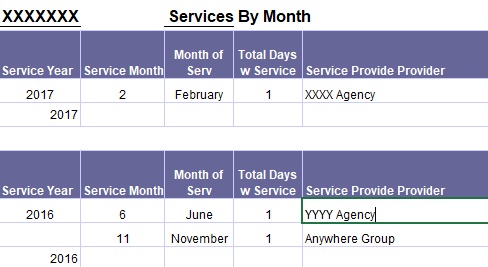 XXXXXXX Services By Month
Month of Total Days
Service Year Service Month Serv w Service Service Provide Provider
2017 2 February 1 XXXX Agency
2017
Month of Total Days
Service Year Service Month Serv w Service Service Provide Provider
2016 6 June 1 YYYY Agency
11 November 1 Anywhere Group
2016